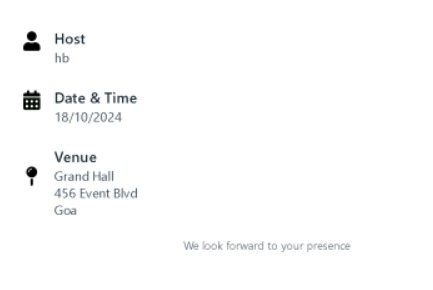 Host
hb
Date & Time
18/10/2024
Venue
Grand Hall
456 Event Blvd
Goa
We look forward to your presence